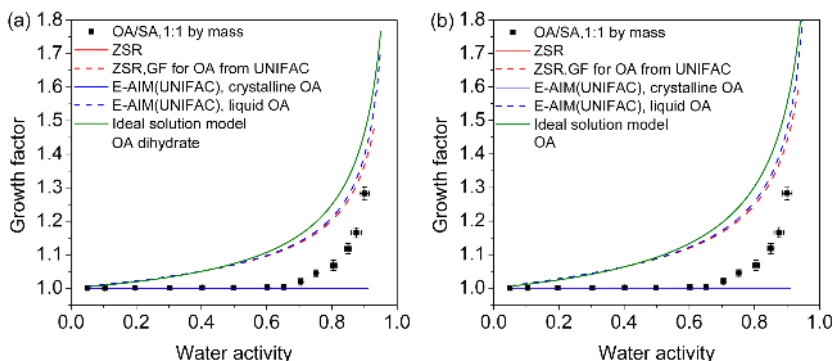 (a)
1.8
1.7
1.6
1.5
1.4
1.3
1.2
1.1
1.0
Growth factor
OA/SA,1:1 by mass
ZSR
ZSR,GF for OA from UNIFAC
E-AIM(UNIFAC), crystalline OA
E-AIM(UNIFAC), liquid OA
Ideal solution model
OA dihydrate
0.0 0.2 0.4 0.6 0.8 1.0
Water activity
(b)
1.8
1.7
1.6
1.5
1.4
1.3
1.2
1.1
1.0
Growth factor
OA/SA,1:1 by mass
ZSR
ZSR,GF for OA from UNIFAC
E-AIM(UNIFAC), crystalline OA
E-AIM(UNIFAC), liquid OA
Ideal solution model
OA
0.0 0.2 0.4 0.6 0.8 1.0
Water activity